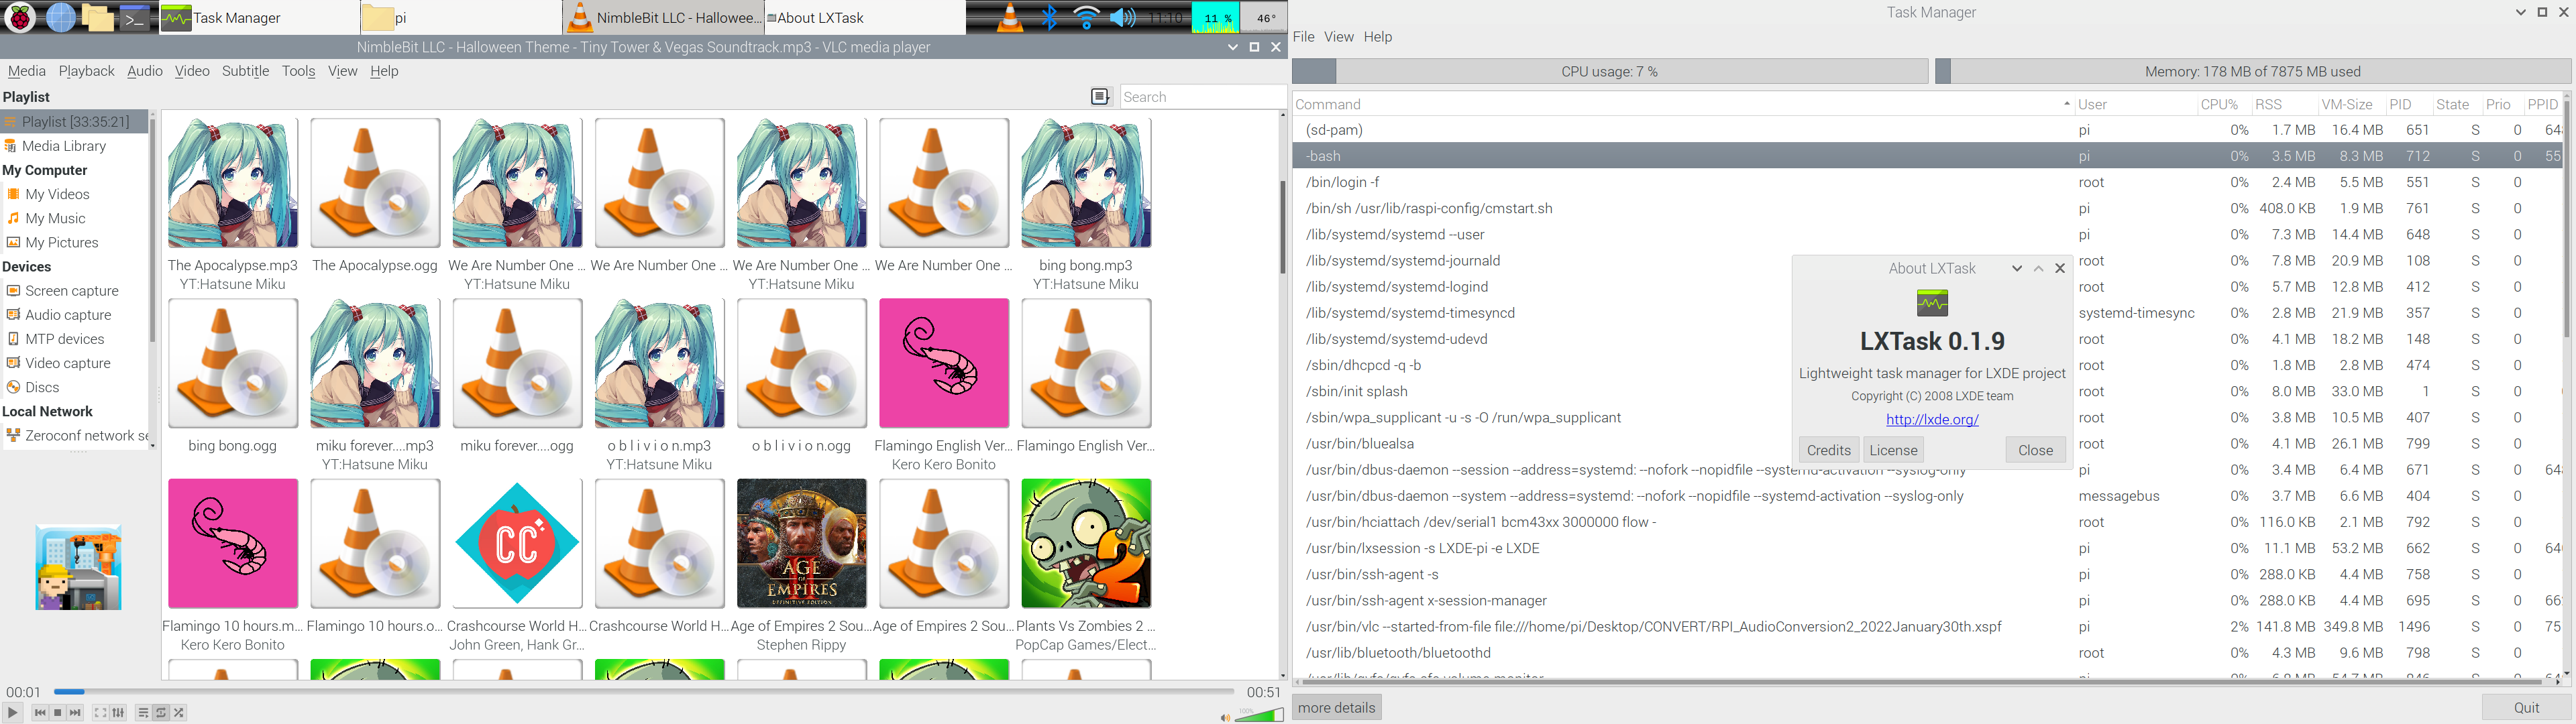 Task Manager
pi
NimbleBit LLC - Hallowee...
About LXTask
11:10
11 %
46°
NimbleBit LLC - Halloween Theme - Tiny Tower & Vegas Soundtrack.mp3 - VLC media player
Media Playback Audio Video Subtitle Tools View Help
Playlist
Search
Playlist [33:35:21]
Media Library
My Computer
My Videos
My Music
My Pictures
Devices
Screen capture
Audio capture
MTP devices
Video capture
Discs
Local Network
Zeroconf network se
The Apocalypse.mp3
YT:Hatsune Miku
The Apocalypse.ogg
We Are Number One ...
YT:Hatsune Miku
We Are Number One ...
We Are Number One ...
YT:Hatsune Miku
We Are Number One ...
bing bong.mp3
YT:Hatsune Miku
bing bong.ogg
miku forever....mp3
YT:Hatsune Miku
miku forever....ogg
o b l i v i o n.mp3
YT:Hatsune Miku
o b l i v i o n.ogg
Flamingo English Ver...
Kero Kero Bonito
Flamingo English Ver...
Flamingo 10 hours.m...
Kero Kero Bonito
Flamingo 10 hours.o...
CC
Crashcourse World H...
John Green, Hank Gr...
Crashcourse World H...
AGE OF EMPIRES II
DEFINITIVE EDITION
Age of Empires 2 Sou...
Stephen Rippy
Age of Empires 2 Sou...
2
Plants Vs Zombies 2 ...
PopCap Games/Elect...
00:01
00:51
100%
Task Manager
File View Help
CPU usage: 7 %
Memory: 178 MB of 7875 MB used
Command User CPU% RSS VM-Size PID State Prio PPID
(sd-pam) pi 0% 1.7 MB 16.4 MB 651 S 0 64
-bash pi 0% 3.5 MB 8.3 MB 712 S 0 55
/bin/login -f root 0% 2.4 MB 5.5 MB 551 S 0
/bin/sh /usr/lib/raspi-config/cmstart.sh pi 0% 408.0 KB 1.9 MB 761 S 0
/lib/systemd/systemd --user pi 0% 7.3 MB 14.4 MB 648 S 0
/lib/systemd/systemd-journald root 0% 7.8 MB 20.9 MB 108 S 0
/lib/systemd/systemd-logind root 0% 5.7 MB 12.8 MB 412 S 0
/lib/systemd/systemd-timesyncd systemd-timesync 0% 2.8 MB 21.9 MB 357 S 0
/lib/systemd/systemd-udevd root 0% 4.1 MB 18.2 MB 148 S 0
/sbin/dhcpcd -q -b root 0% 1.8 MB 2.8 MB 474 S 0
/sbin/init splash root 0% 8.0 MB 33.0 MB 1 S 0
/sbin/wpa_supplicant -u -s -O /run/wpa_supplicant root 0% 3.8 MB 10.5 MB 407 S 0
/usr/bin/bluealsa root 0% 4.1 MB 26.1 MB 799 S 0
/usr/bin/dbus-daemon --session --address=systemd: --nofork --nopidfile --systemd-activation --syslog-only pi 0% 3.4 MB 6.4 MB 671 S 0 64
/usr/bin/dbus-daemon --system --address=systemd: --nofork --nopidfile --systemd-activation --syslog-only messagebus 0% 3.7 MB 6.6 MB 404 S 0
/usr/bin/hciattach /dev/serial1 bcm43xx 3000000 flow - root 0% 116.0 KB 2.1 MB 792 S 0
/usr/bin/lxsession -s LXDE-pi -e LXDE pi 0% 11.1 MB 53.2 MB 662 S 0 64
/usr/bin/ssh-agent -s pi 0% 288.0 KB 4.4 MB 758 S 0
/usr/bin/ssh-agent x-session-manager pi 0% 288.0 KB 4.4 MB 695 S 0 66
/usr/bin/vlc --started-from-file file:///home/pi/Desktop/CONVERT/RPI_AudioConversion2_2022January30th.xspf pi 2% 141.8 MB 349.8 MB 1496 S 0 75
/usr/lib/bluetooth/bluetoothd root 0% 4.3 MB 9.6 MB 798 S 0
About LXTask
LXTask 0.1.9
Lightweight task manager for LXDE project
Copyright (C) 2008 LXDE team
http://lxde.org/
Credits License Close
more details
Quit